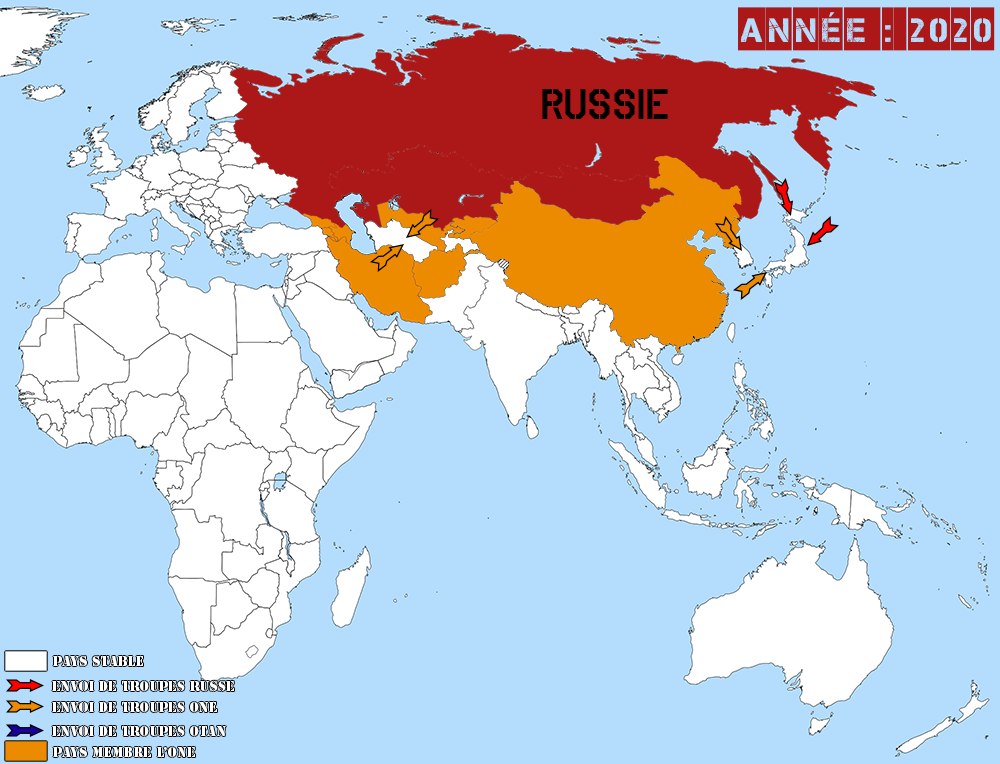 ANNÉE : 2020
RUSSIE
PAYS STABLE
ENVOI DE TROUPES RUSSE
ENVOI DE TROUPES ONE
ENVOI DE TROUPES OTAN
PAYS MEMBRE L'ONE